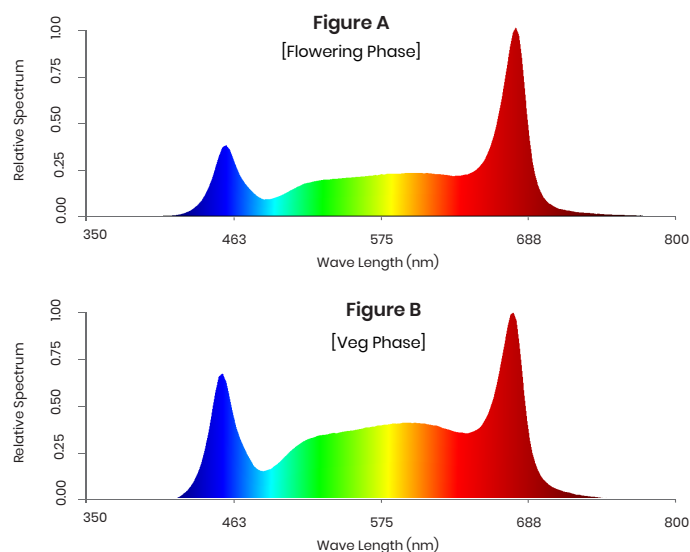 Figure A
[Flowering Phase]
Relative Spectrum
1.00
0.75
0.50
0.25
0.00
350
463
575
688
800
Wave Length (nm)
Figure B
[Veg Phase]
Relative Spectrum
1.00
0.75
0.50
0.25
0.00
350
463
575
688
800
Wave Length (nm)